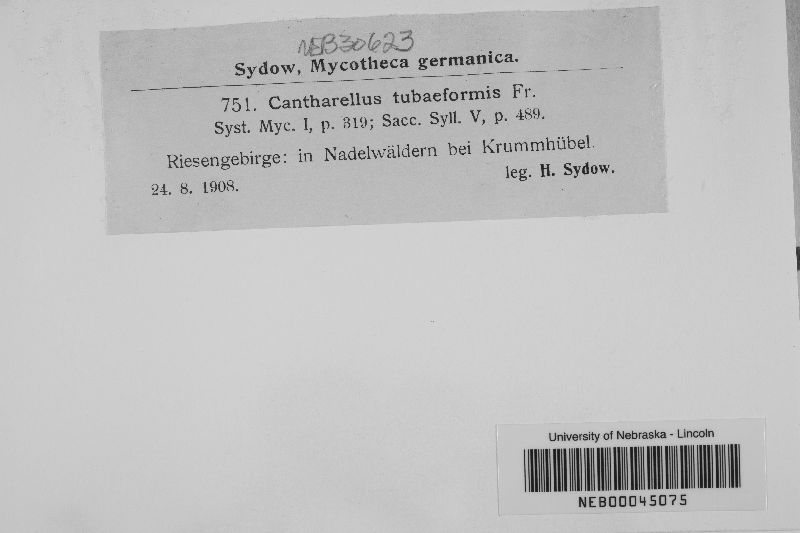 NEB30623
Sydow, Mycotheca germanica.
751. Cantharellus tubaeformis Fr.
Syst. Myc. I, p. 319; Sacc. Syll. V, p. 489.
Riesengebirge: in Nadelwäldern bei Krummhübel.
24. 8. 1908.
leg. H. Sydow.
University of Nebraska - Lincoln
NEB00045075